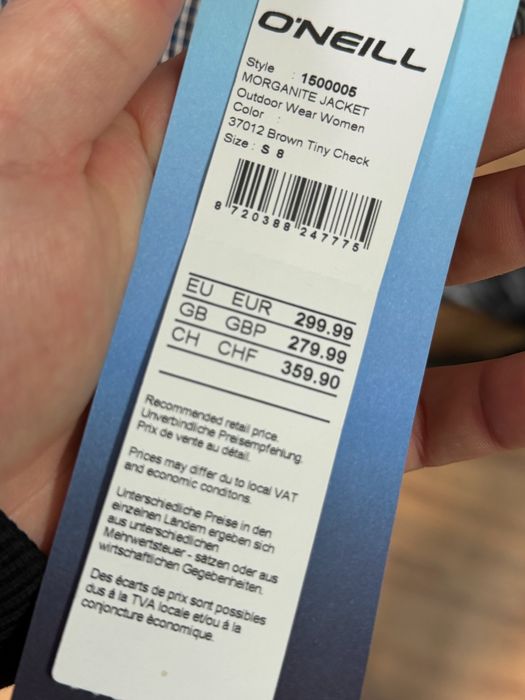 O'NEILL
Style : 1500005
MORGANITE JACKET
Outdoor Wear Women
Color :
37012 Brown Tiny Check
Size : S 8
8 720388 247775
EU EUR 299.99
GB GBP 279.99
CH CHF 359.90
Recommended retail price.
Unverbindliche Preisempfehlung.
Prix de vente au détail.
Prices may differ du to local VAT
and economic conditons.
Unterschiedliche Preise in den
einzelnen Ländern ergeben sich
aus unterschiedlichen
Mehrwertsteuer - sätzen oder aus
wirtschaftlichen Gegebenheiten.
Des écarts de prix sont possibles
dus á la TVA locale et/ou á la
conjoncture économique.